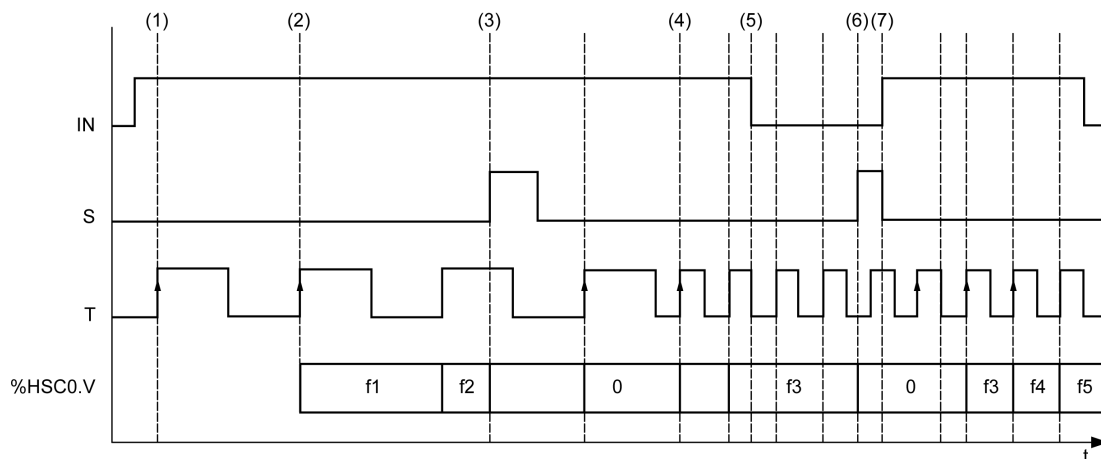 (1) (2) (3) (4) (5) (6) (7)
IN
S
T
%HSC0.V f1 f2 0 f3 0 f3 f4 f5
t